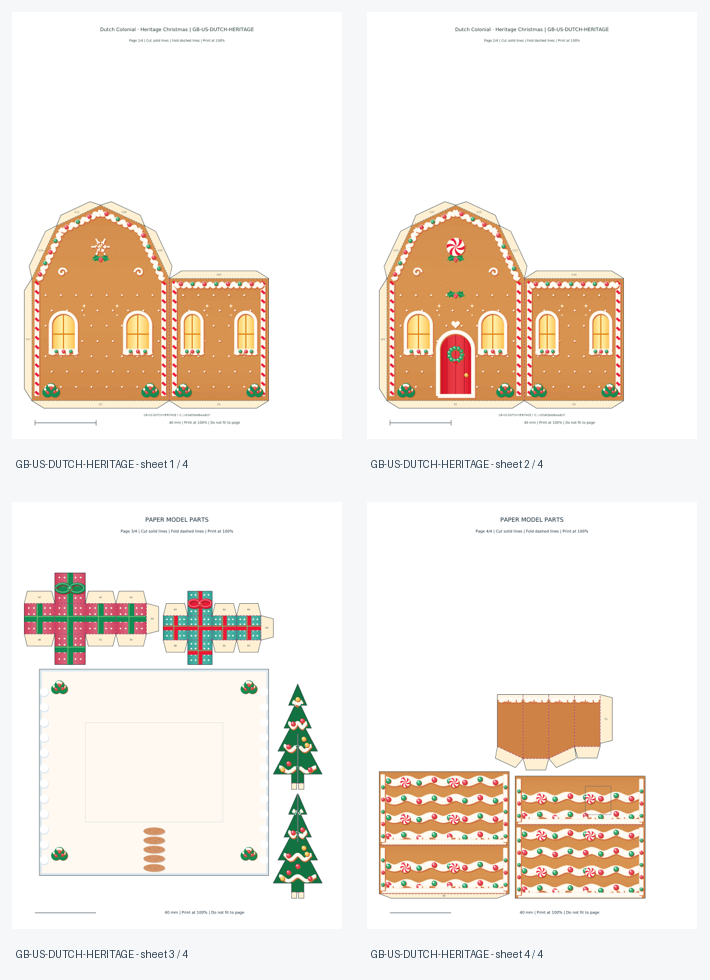 Dutch Colonial - Heritage Christmas | GB-US-DUTCH-HERITAGE
Page 1/4 | Cut solid lines | Fold dashed lines | Print at 100%
40 mm | Print at 100% | Do not fit to page
GB-US-DUTCH-HERITAGE - sheet 1 / 4
Dutch Colonial - Heritage Christmas | GB-US-DUTCH-HERITAGE
Page 2/4 | Cut solid lines | Fold dashed lines | Print at 100%
40 mm | Print at 100% | Do not fit to page
GB-US-DUTCH-HERITAGE - sheet 2 / 4
PAPER MODEL PARTS
Page 3/4 | Cut solid lines | Fold dashed lines | Print at 100%
40 mm | Print at 100% | Do not fit to page
GB-US-DUTCH-HERITAGE - sheet 3 / 4
PAPER MODEL PARTS
Page 4/4 | Cut solid lines | Fold dashed lines | Print at 100%
40 mm | Print at 100% | Do not fit to page
GB-US-DUTCH-HERITAGE - sheet 4 / 4